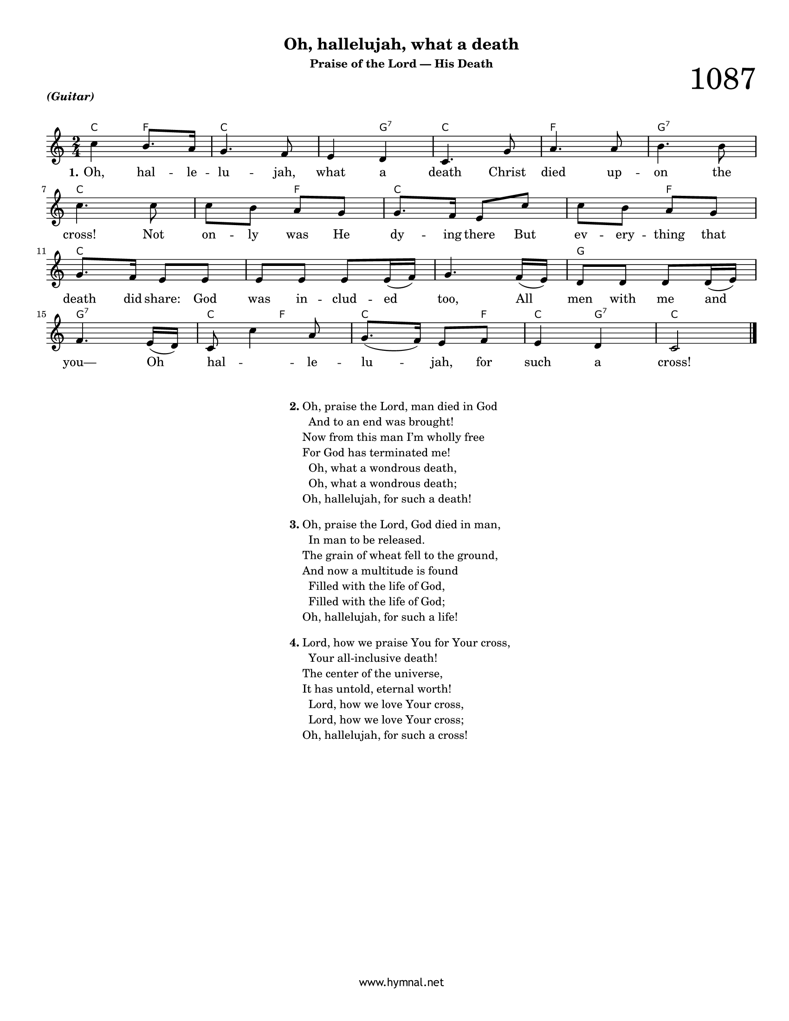 Oh, hallelujah, what a death
Praise of the Lord — His Death
1087
(Guitar)
C F C G7 C F G7
1. Oh, hal - le - lu - jah, what a death Christ died up - on the
7 C F C F
cross! Not on - ly was He dy - ing there But ev - ery - thing that
11 C G
death did share: God was in - clud - ed too, All men with me and
15 G7 C F C F C G7 C
you— Oh hal - - le - lu - jah, for such a cross!
2. Oh, praise the Lord, man died in God
And to an end was brought!
Now from this man I'm wholly free
For God has terminated me!
Oh, what a wondrous death,
Oh, what a wondrous death;
Oh, hallelujah, for such a death!
3. Oh, praise the Lord, God died in man,
In man to be released.
The grain of wheat fell to the ground,
And now a multitude is found
Filled with the life of God,
Filled with the life of God;
Oh, hallelujah, for such a life!
4. Lord, how we praise You for Your cross,
Your all-inclusive death!
The center of the universe,
It has untold, eternal worth!
Lord, how we love Your cross,
Lord, how we love Your cross;
Oh, hallelujah, for such a cross!
www.hymnal.net